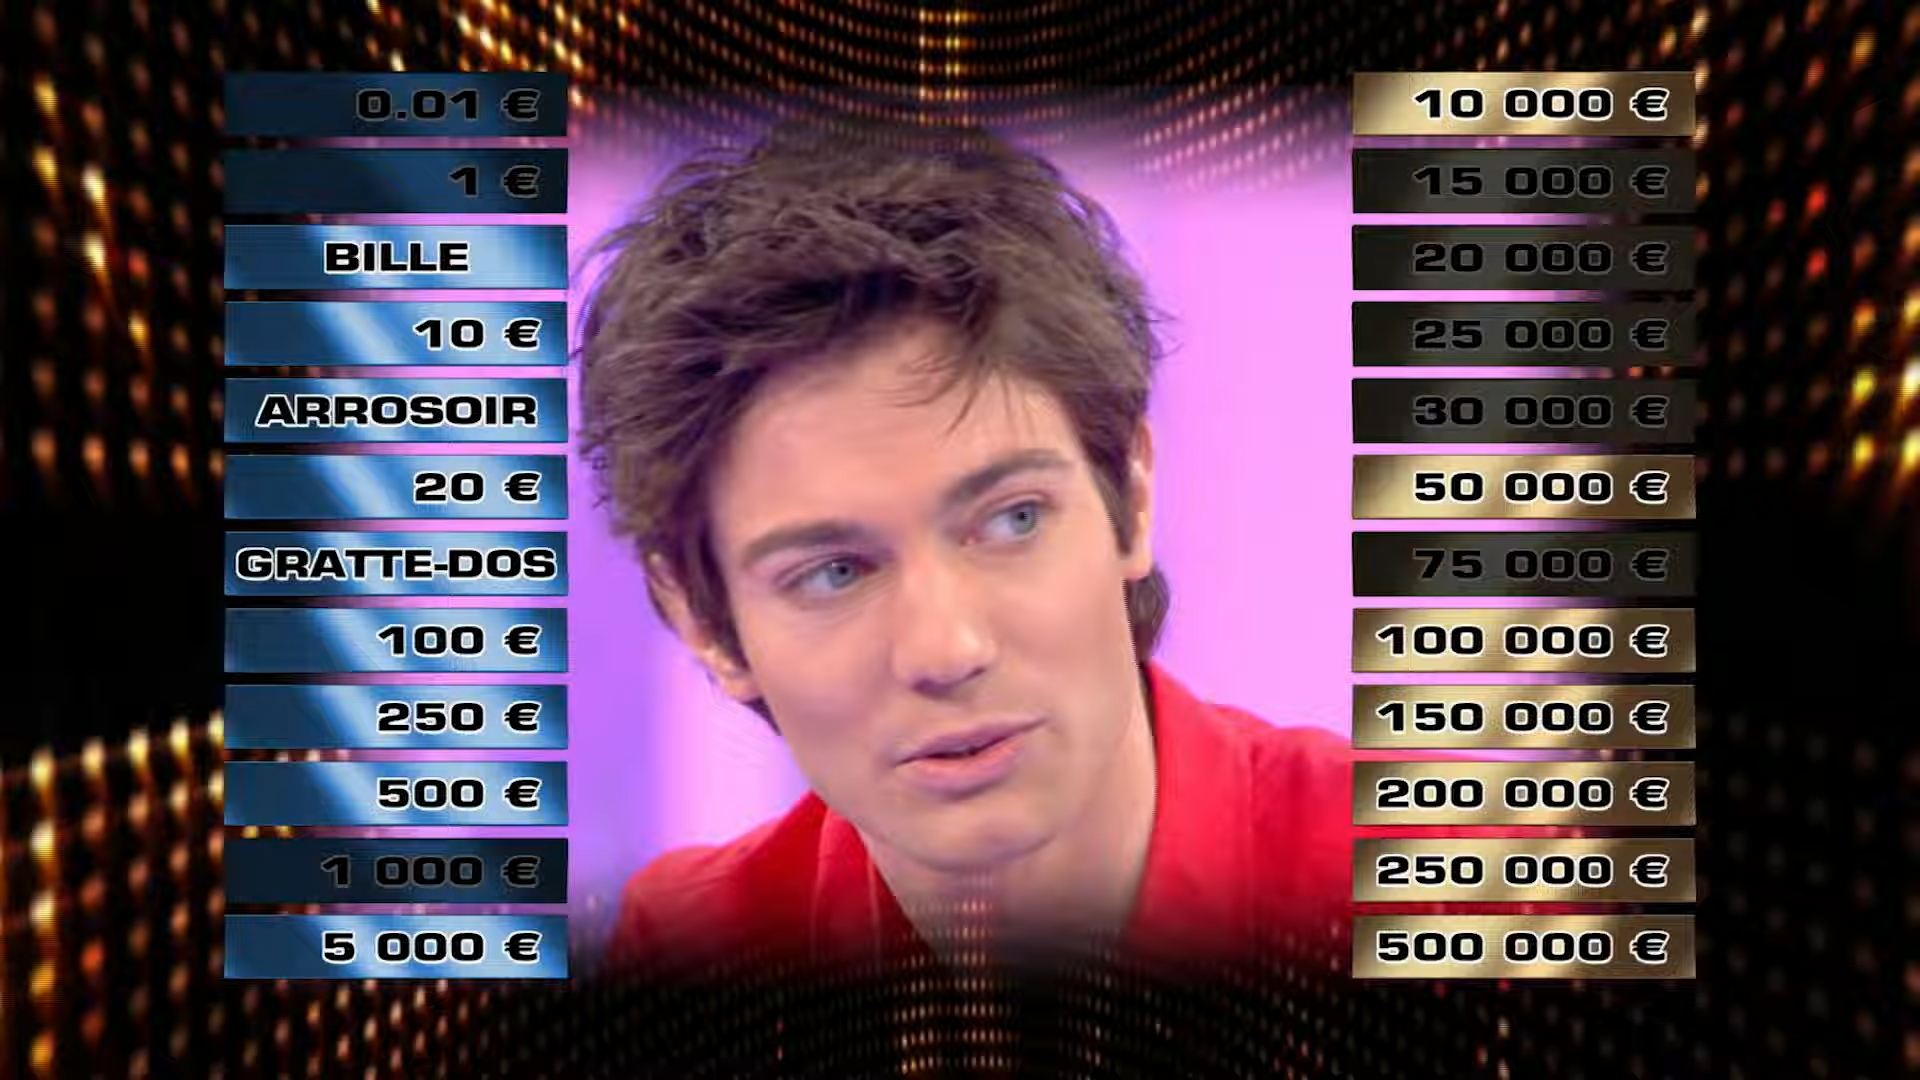 0.01 €
1 €
BILLE
10 €
ARROSOIR
20 €
GRATTE-DOS
100 €
250 €
500 €
1 000 €
5 000 €
10 000 €
15 000 €
20 000 €
25 000 €
30 000 €
50 000 €
75 000 €
100 000 €
150 000 €
200 000 €
250 000 €
500 000 €